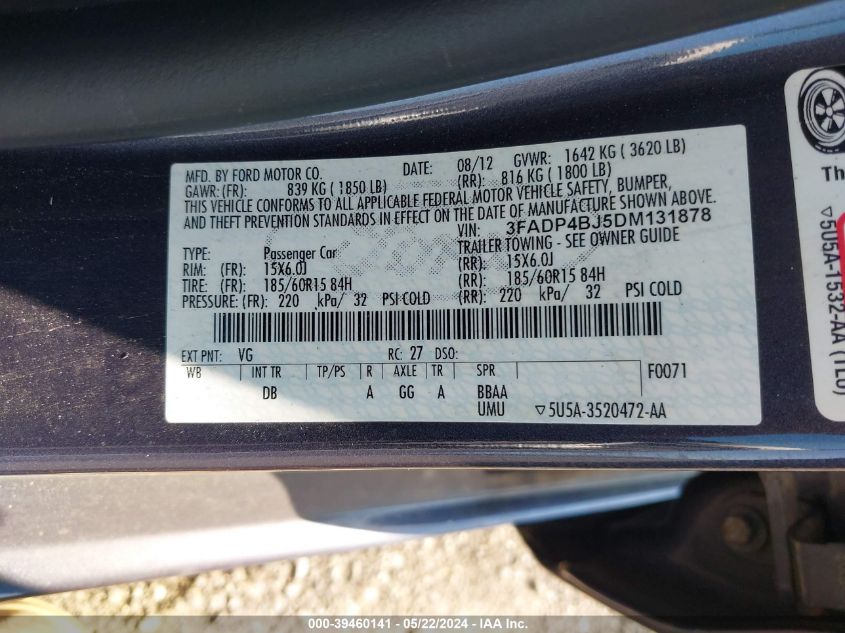 MFD. BY FORD MOTOR CO. DATE: 08/12 GVWR: 1642 KG ( 3620 LB)
GAWR: (FR): 839 KG ( 1850 LB) (RR): 816 KG ( 1800 LB)
THIS VEHICLE CONFORMS TO ALL APPLICABLE FEDERAL MOTOR VEHICLE SAFETY, BUMPER,
AND THEFT PREVENTION STANDARDS IN EFFECT ON THE DATE OF MANUFACTURE SHOWN ABOVE.
VIN: 3FADP4BJ5DM131878
TYPE: Passenger Car TRAILER TOWING - SEE OWNER GUIDE
RIM: (FR): 15X6.0J (RR): 15X6.0J
TIRE: (FR): 185/60R15 84H (RR): 185/60R15 84H
PRESSURE: (FR): 220 kPa/ 32 PSI COLD (RR): 220 kPa/ 32 PSI COLD
EXT PNT: VG RC: 27 DSO:
WB INT TR TP/PS R AXLE TR SPR F0071
DB A GG A BBAA
UMU ▽5U5A-3520472-AA
Th
▽5U5A-1532-AA (TL0)
000-39460141 - 05/22/2024 - IAA Inc.